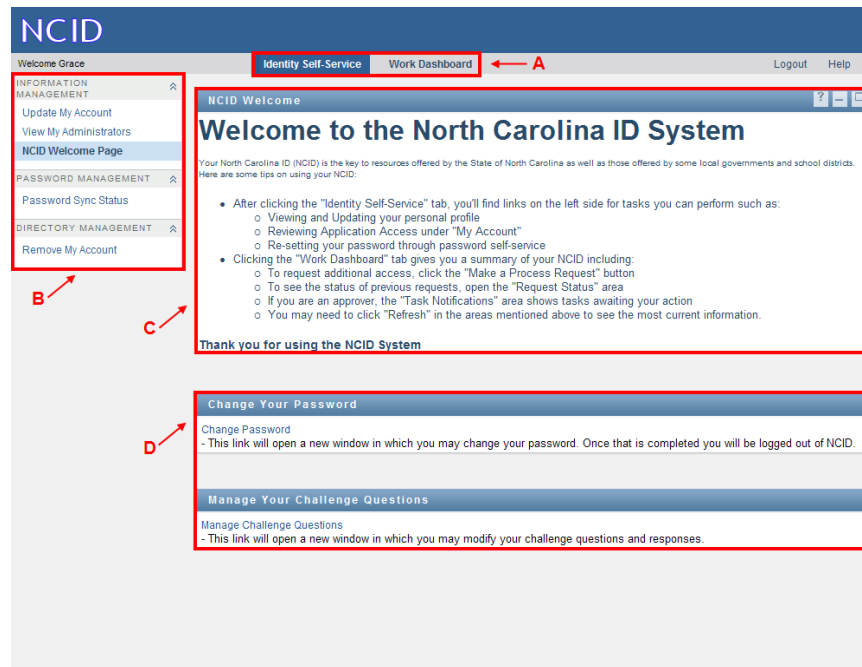 NCID
Welcome Grace
Identity Self-Service Work Dashboard
A
Logout Help
INFORMATION
MANAGEMENT
Update My Account
View My Administrators
NCID Welcome Page
PASSWORD MANAGEMENT
Password Sync Status
DIRECTORY MANAGEMENT
Remove My Account
B
NCID Welcome
?
Welcome to the North Carolina ID System
Your North Carolina ID (NCID) is the key to resources offered by the State of North Carolina as well as those offered by some local governments and school districts.
Here are some tips on using your NCID:
After clicking the "Identity Self-Service" tab, you'll find links on the left side for tasks you can perform such as:
Viewing and Updating your personal profile
Reviewing Application Access under "My Account"
Re-setting your password through password self-service
Clicking the "Work Dashboard" tab gives you a summary of your NCID including:
To request additional access, click the "Make a Process Request" button
To see the status of previous requests, open the "Request Status" area
If you are an approver, the "Task Notifications" area shows tasks awaiting your action
You may need to click "Refresh" in the areas mentioned above to see the most current information.
Thank you for using the NCID System
C
Change Your Password
Change Password
- This link will open a new window in which you may change your password. Once that is completed you will be logged out of NCID.
D
Manage Your Challenge Questions
Manage Challenge Questions
- This link will open a new window in which you may modify your challenge questions and responses.